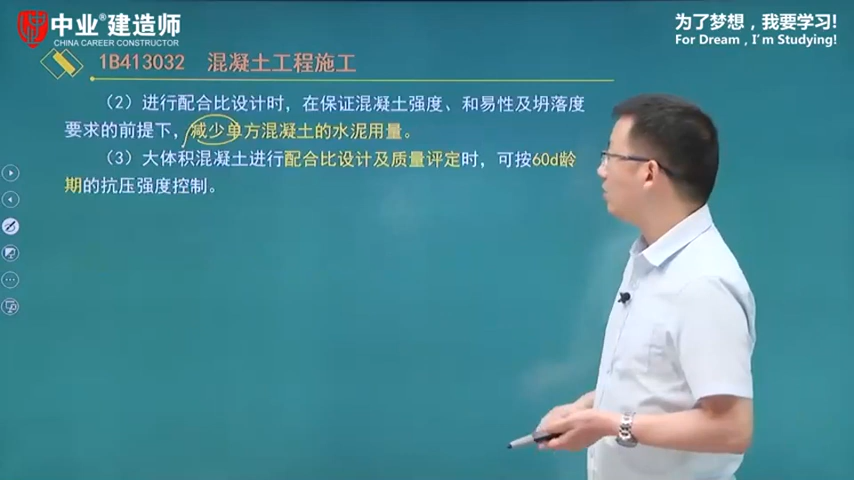 中业®建造师
CHINA CAREER CONSTRUCTOR
为了梦想，我要学习!
For Dream , I'm Studying!
1B413032 混凝土工程施工
（2）进行配合比设计时，在保证混凝土强度、和易性及坍落度
要求的前提下，减少单方混凝土的水泥用量。
（3）大体积混凝土进行配合比设计及质量评定时，可按60d龄
期的抗压强度控制。